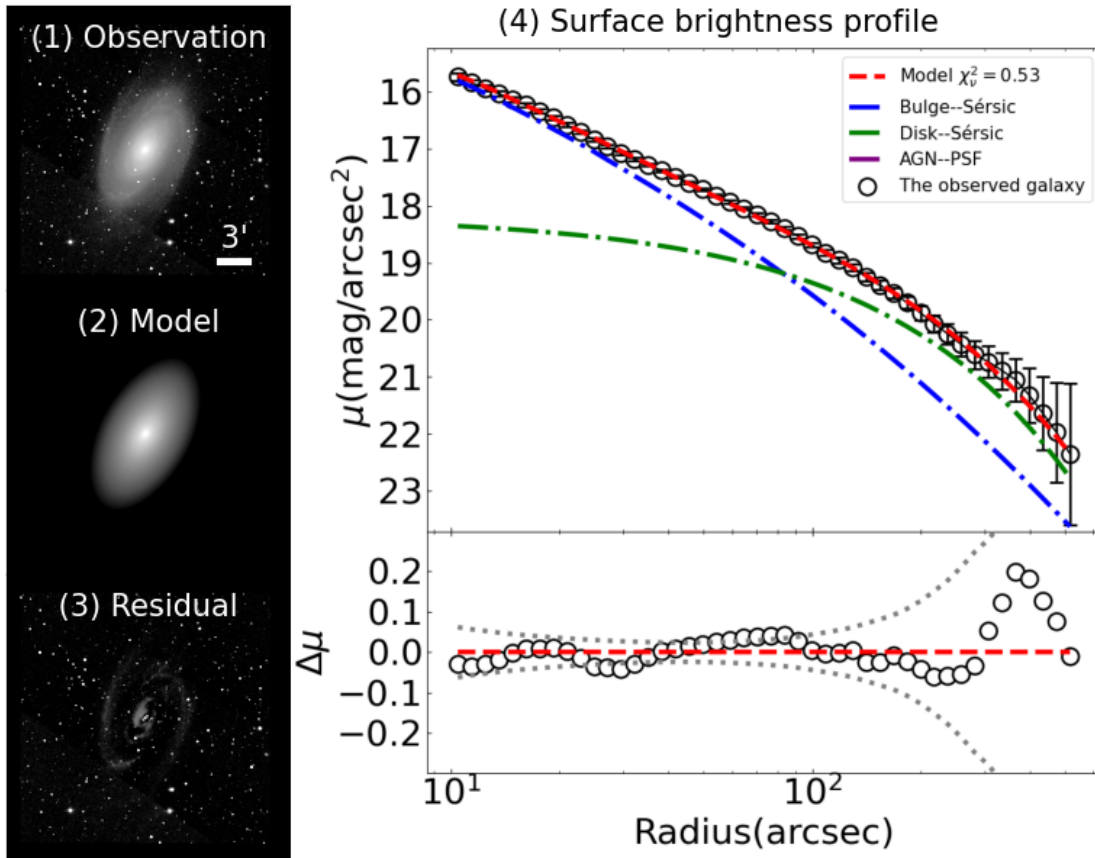 (1) Observation
3'
(2) Model
(3) Residual
(4) Surface brightness profile
μ(mag/arcsec²)
16
17
18
19
20
21
22
23
Model χ²ᵥ = 0.53
Bulge--Sérsic
Disk--Sérsic
AGN--PSF
The observed galaxy
Δμ
0.2
0.1
0.0
−0.1
−0.2
10¹
10²
Radius(arcsec)